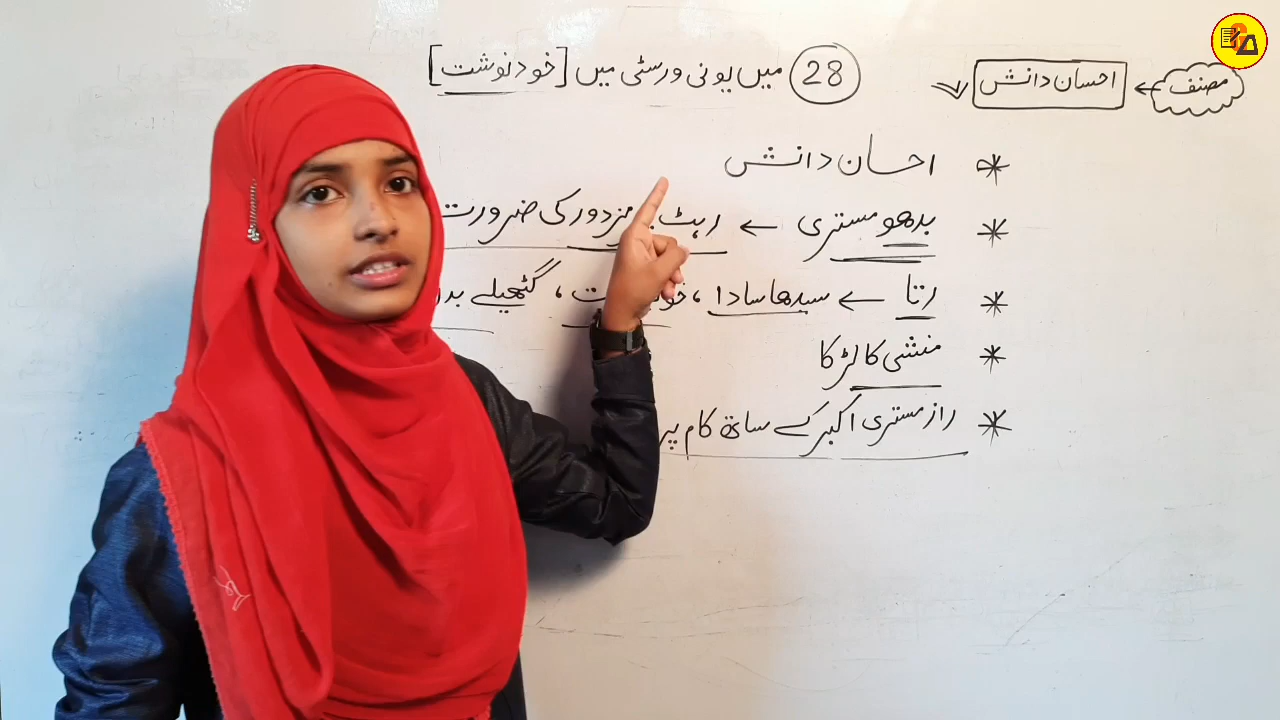 مصنف ← احسان دانش
28 میں یونی ورسٹی میں [خودنوشت]
* احسان دانش
* بدھو مستری ← رہٹ مزدور کی ضرورت
* رتا ← سیدھا سادا ، ، گٹھیلے
* منشی کا لڑکا
* راز مستری اکبر کے ساتھ کام پر